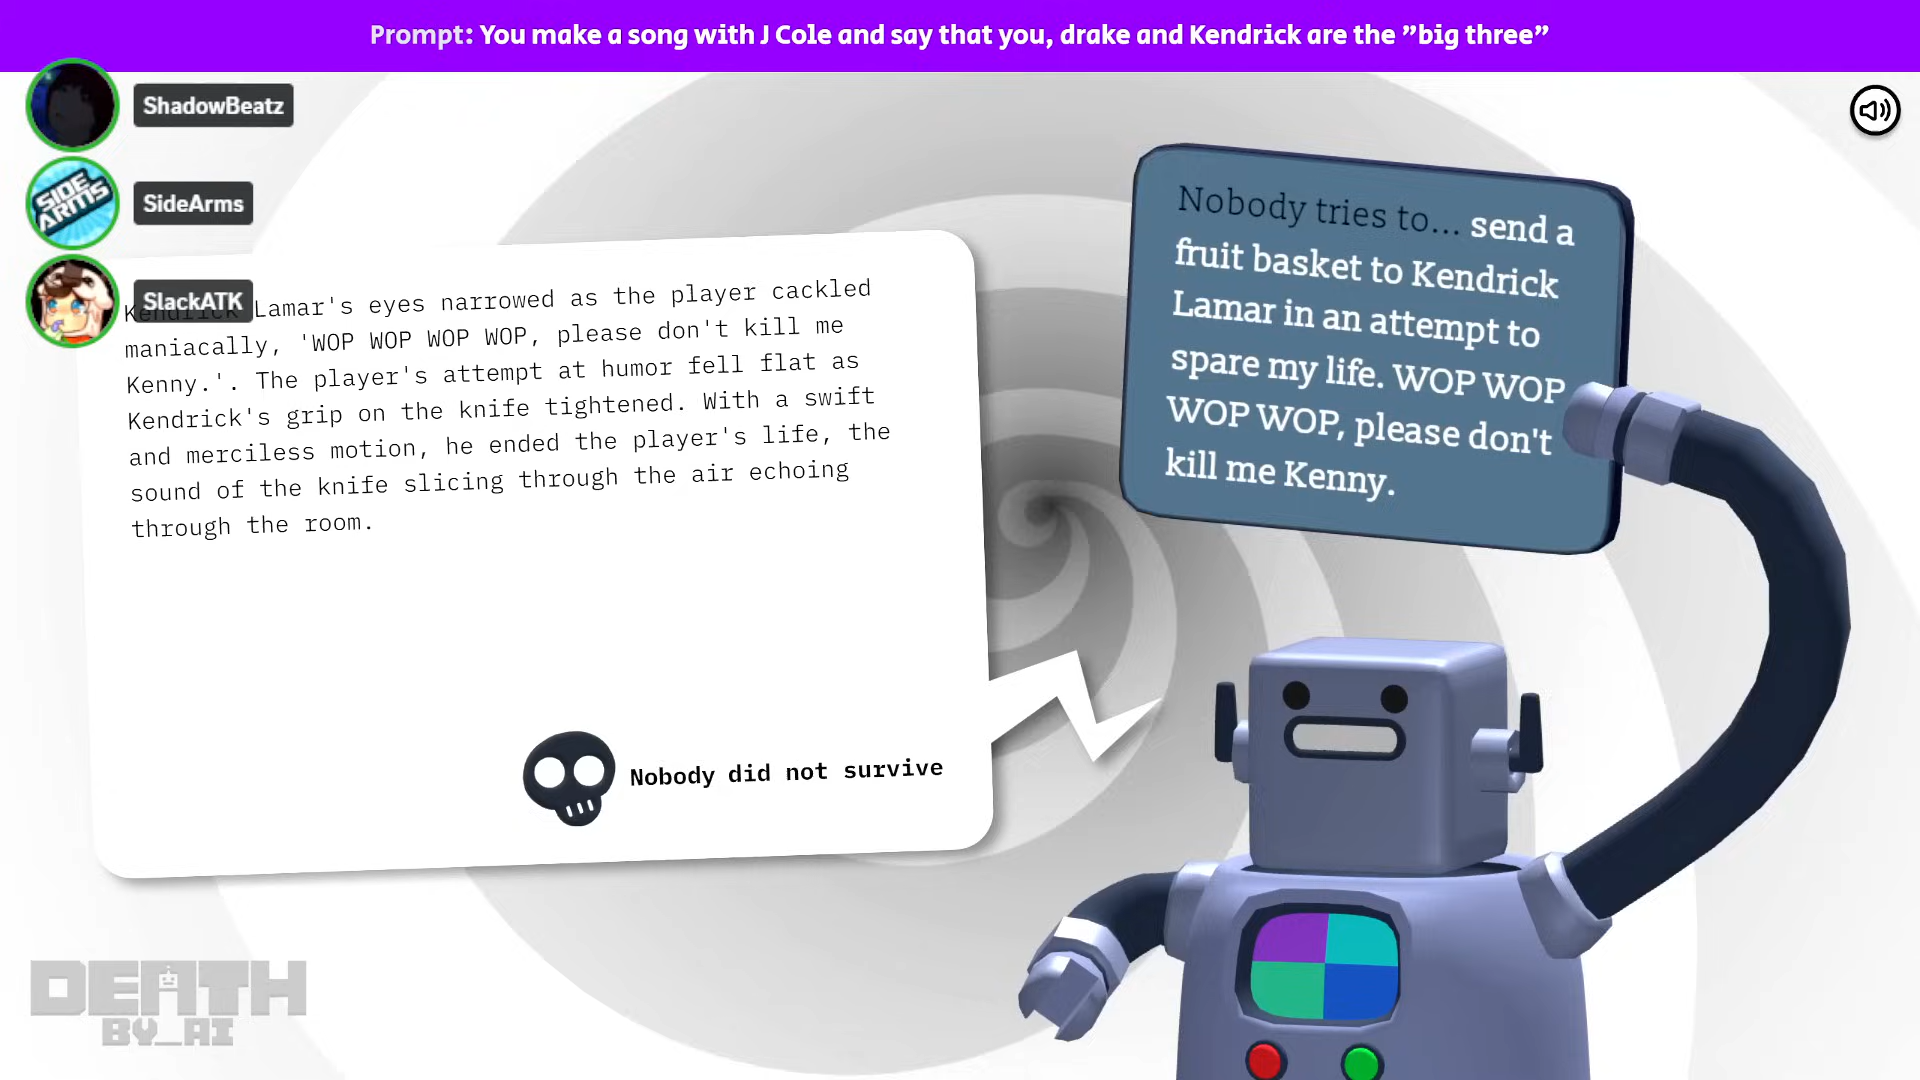 Prompt: You make a song with J Cole and say that you, drake and Kendrick are the ”big three”
ShadowBeatz
SIDE
ARMS
SideArms
SlackATK
Kendrick Lamar's eyes narrowed as the player cackled
maniacally, 'WOP WOP WOP WOP, please don't kill me
Kenny.'. The player's attempt at humor fell flat as
Kendrick's grip on the knife tightened. With a swift
and merciless motion, he ended the player's life, the
sound of the knife slicing through the air echoing
through the room.
Nobody did not survive
Nobody tries to... send a
fruit basket to Kendrick
Lamar in an attempt to
spare my life. WOP WOP
WOP WOP, please don't
kill me Kenny.
DEATH
BY_AI